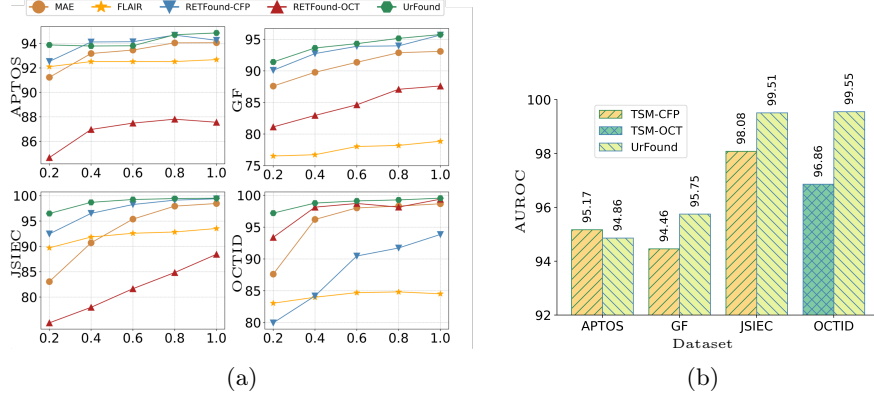 MAE FLAIR RETFound-CFP RETFound-OCT UrFound
APTOS
94
92
90
88
86
0.2 0.4 0.6 0.8 1.0
GF
95
90
85
80
75
0.2 0.4 0.6 0.8 1.0
JSIEC
100
95
90
85
80
0.2 0.4 0.6 0.8 1.0
OCTID
100
95
90
85
80
0.2 0.4 0.6 0.8 1.0
(a)
AUROC
100
98
96
94
92
TSM-CFP
TSM-OCT
UrFound
95.17 94.86 94.46 95.75 98.08 99.51 96.86 99.55
APTOS GF JSIEC OCTID
Dataset
(b)